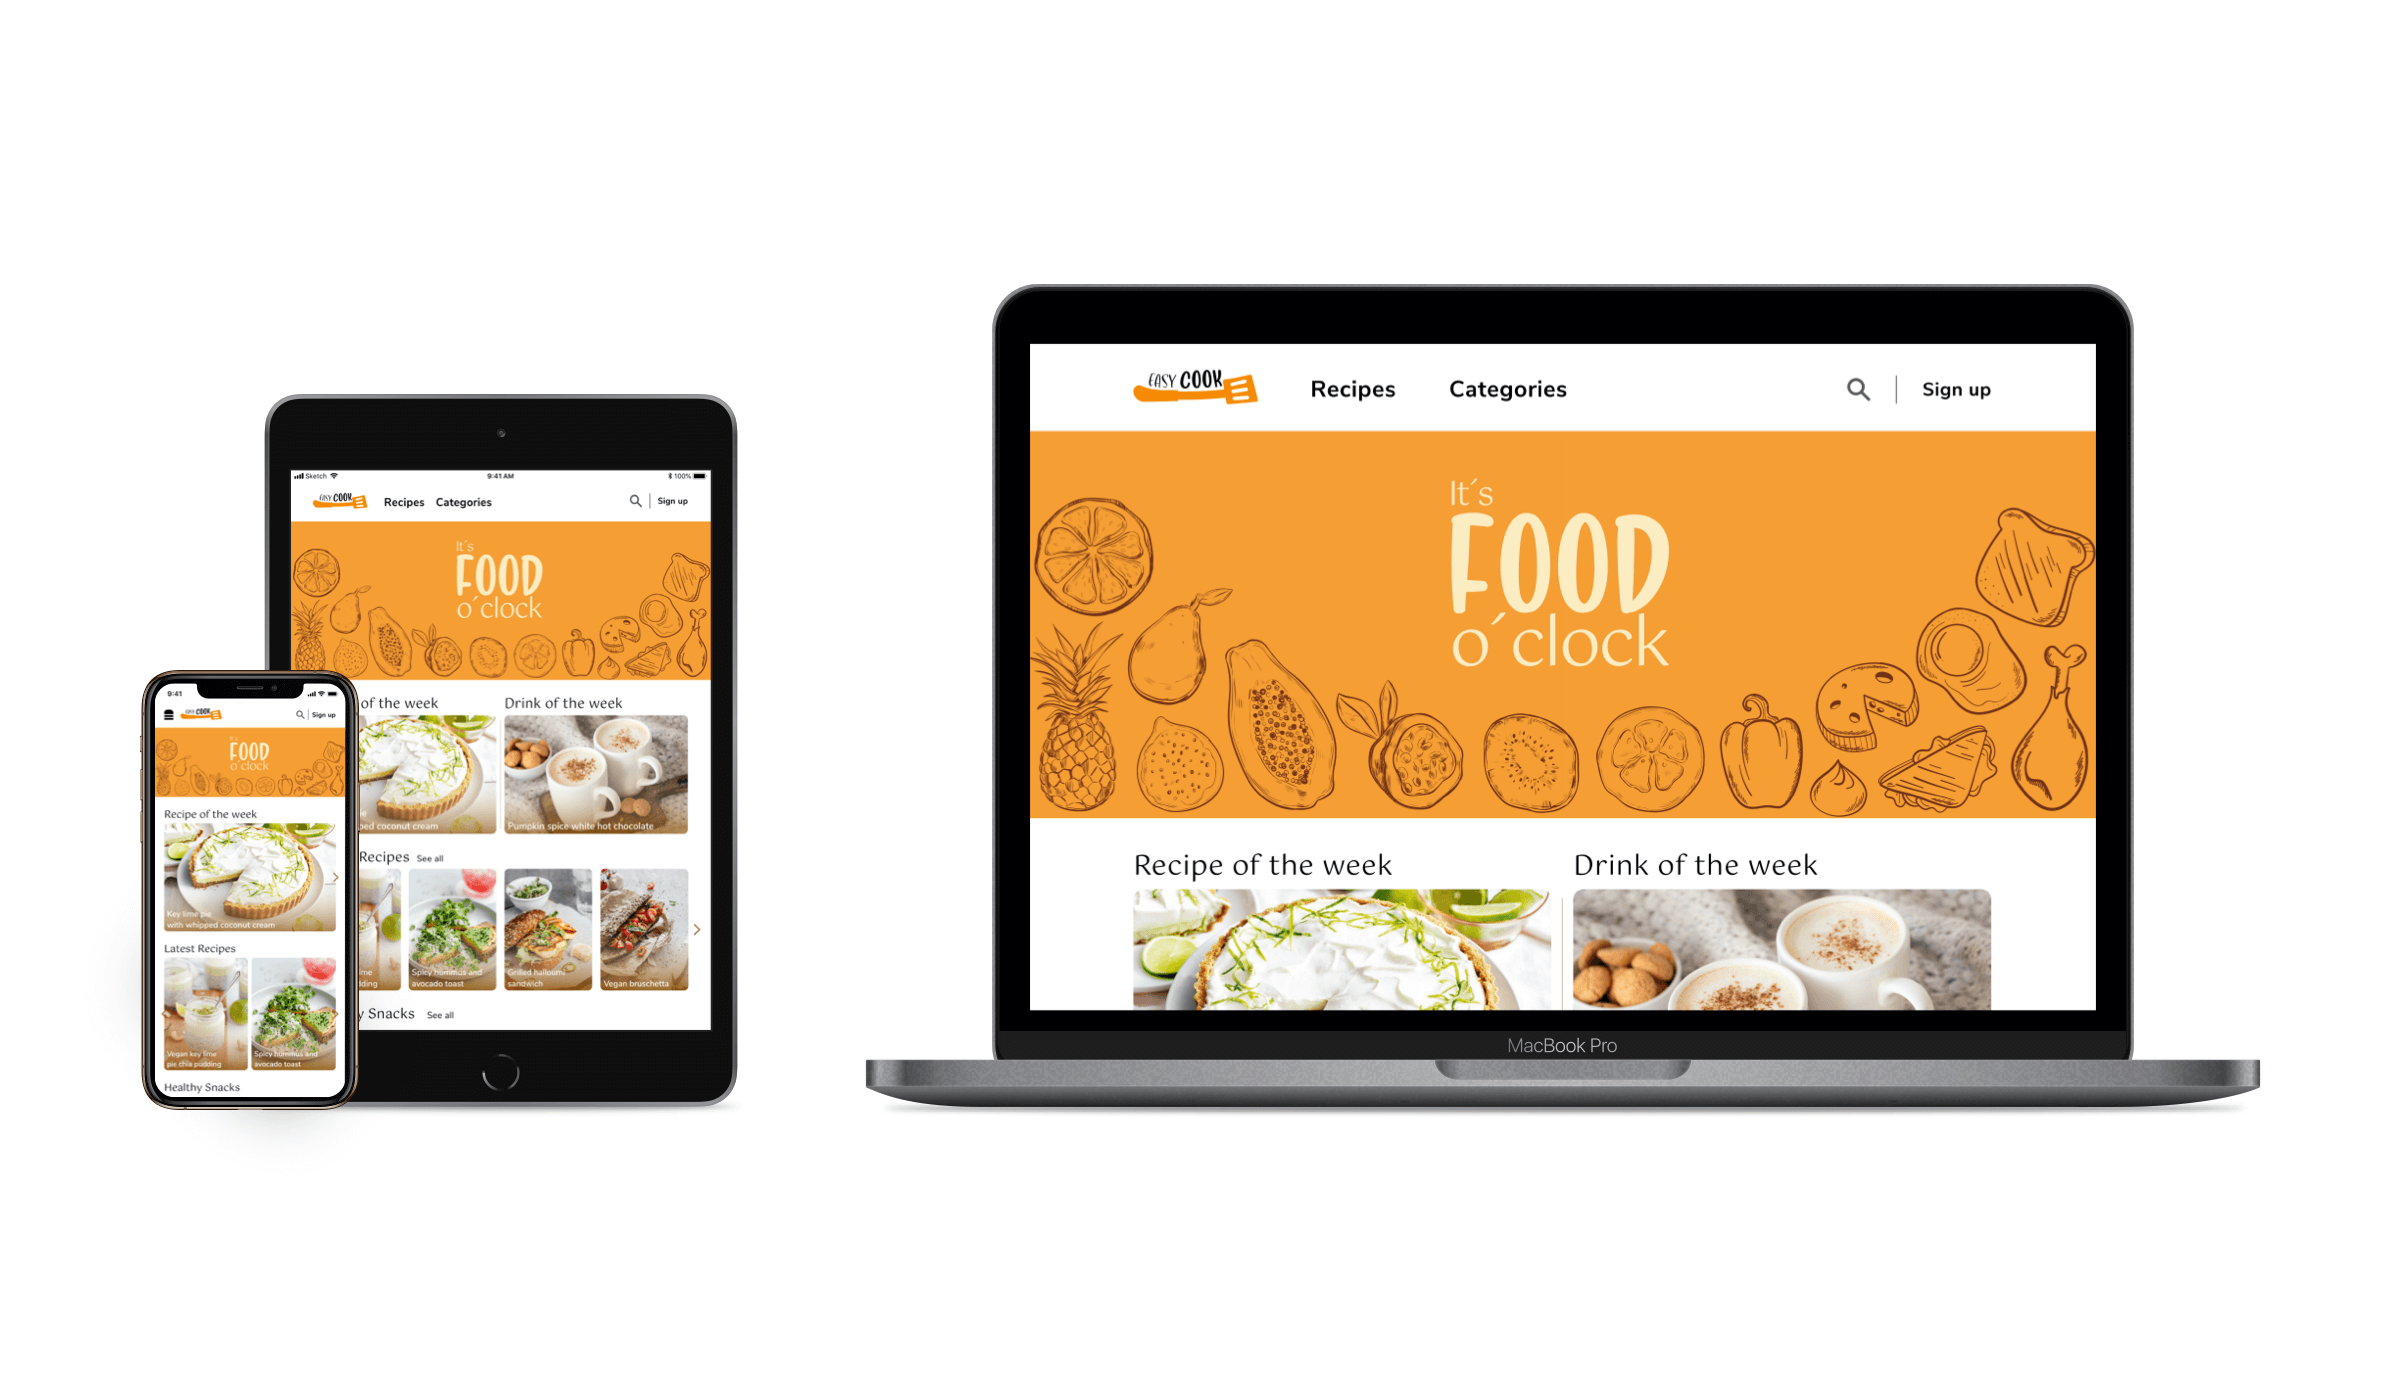 9:41
EASY COOK
Sign up
It´s
FOOD
o´clock
Recipe of the week
Key lime pie
with whipped coconut cream
Latest Recipes
Vegan key lime
pie chia pudding
Spicy hummus and
avocado toast
Healthy Snacks
Sketch
9:41 AM
100%
EASY COOK
Recipes
Categories
Sign up
It´s
FOOD
o´clock
of the week
Drink of the week
ped coconut cream
Pumpkin spice white hot chocolate
Recipes
See all
ime
lding
Spicy hummus and
avocado toast
Grilled halloumi
sandwich
Vegan bruschetta
y Snacks
See all
EASY COOK
Recipes
Categories
Sign up
It´s
FOOD
o´clock
Recipe of the week
Drink of the week
MacBook Pro